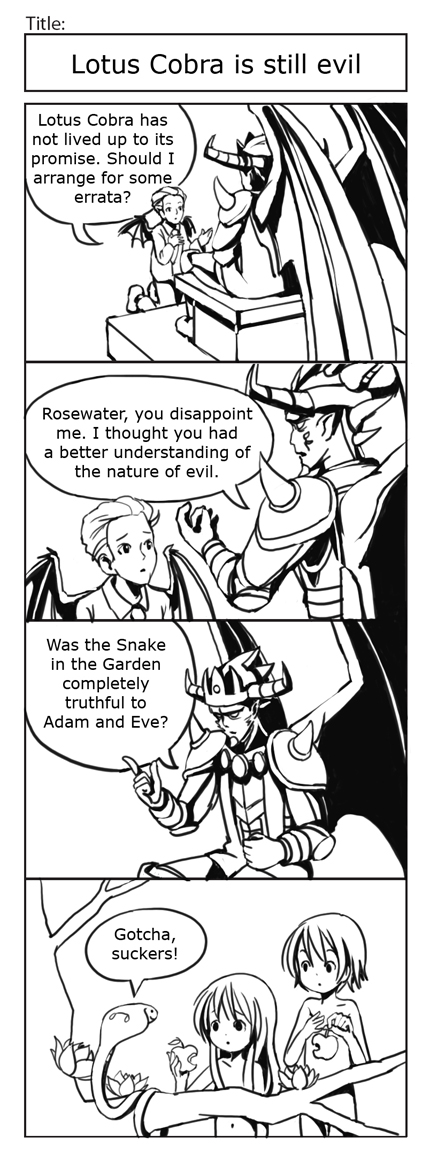 Title:
Lotus Cobra is still evil
Lotus Cobra has
not lived up to its
promise. Should I
arrange for some
errata?
Rosewater, you disappoint
me. I thought you had
a better understanding of
the nature of evil.
Was the Snake
in the Garden
completely
truthful to
Adam and Eve?
Gotcha,
suckers!